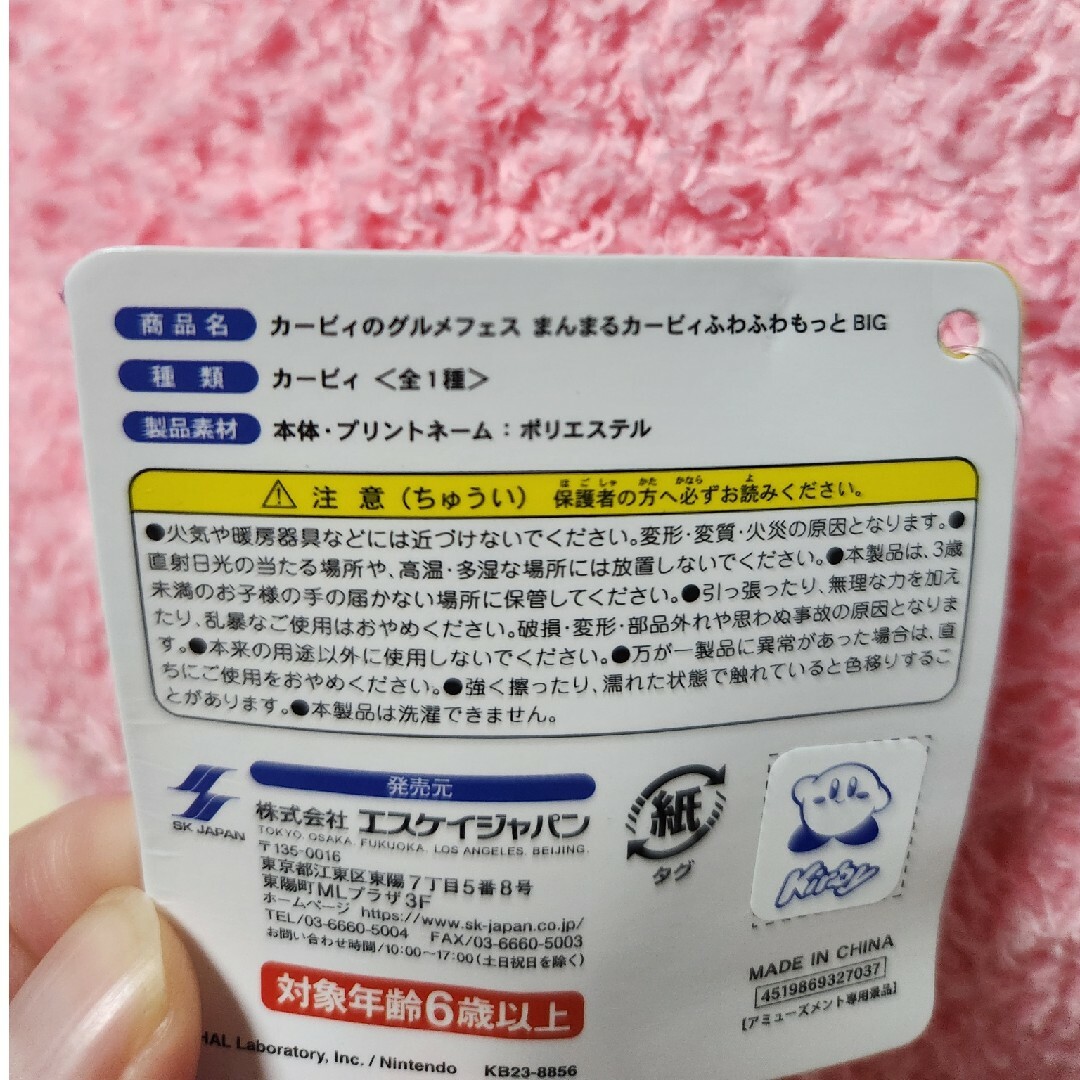 商品名 カービィのグルメフェス まんまるカービィふわふわもっとBIG
種類 カービィ <全1種>
製品素材 本体・プリントネーム：ポリエステル
⚠ 注意（ちゅうい） 保護者の方へ必ずお読みください。
●火気や暖房器具などには近づけないでください。変形・変質・火災の原因となります。●
直射日光の当たる場所や、高温・多湿な場所には放置しないでください。●本製品は、3歳
未満のお子様の手の届かない場所に保管してください。●引っ張ったり、無理な力を加え
たり、乱暴なご使用はおやめください。破損・変形・部品外れや思わぬ事故の原因となりま
す。●本来の用途以外に使用しないでください。●万が一製品に異常があった場合は、直
ちにご使用をおやめください。●強く擦ったり、濡れた状態で触れていると色移りするこ
とがあります。●本製品は洗濯できません。
SK JAPAN
発売元
株式会社 エスケイジャパン
TOKYO. OSAKA. FUKUOKA. LOS ANGELES. BEIJING.
〒135-0016
東京都江東区東陽7丁目5番8号
東陽町MLプラザ3F
ホームページ https://www.sk-japan.co.jp/
TEL/03-6660-5004 FAX/03-6660-5003
お問い合わせ時間/10:00〜17:00(土日祝日を除く)
紙
タグ
Kirby
対象年齢6歳以上
MADE IN CHINA
4519869327037
【アミューズメント専用景品】
HAL Laboratory, Inc. / Nintendo KB23-8856